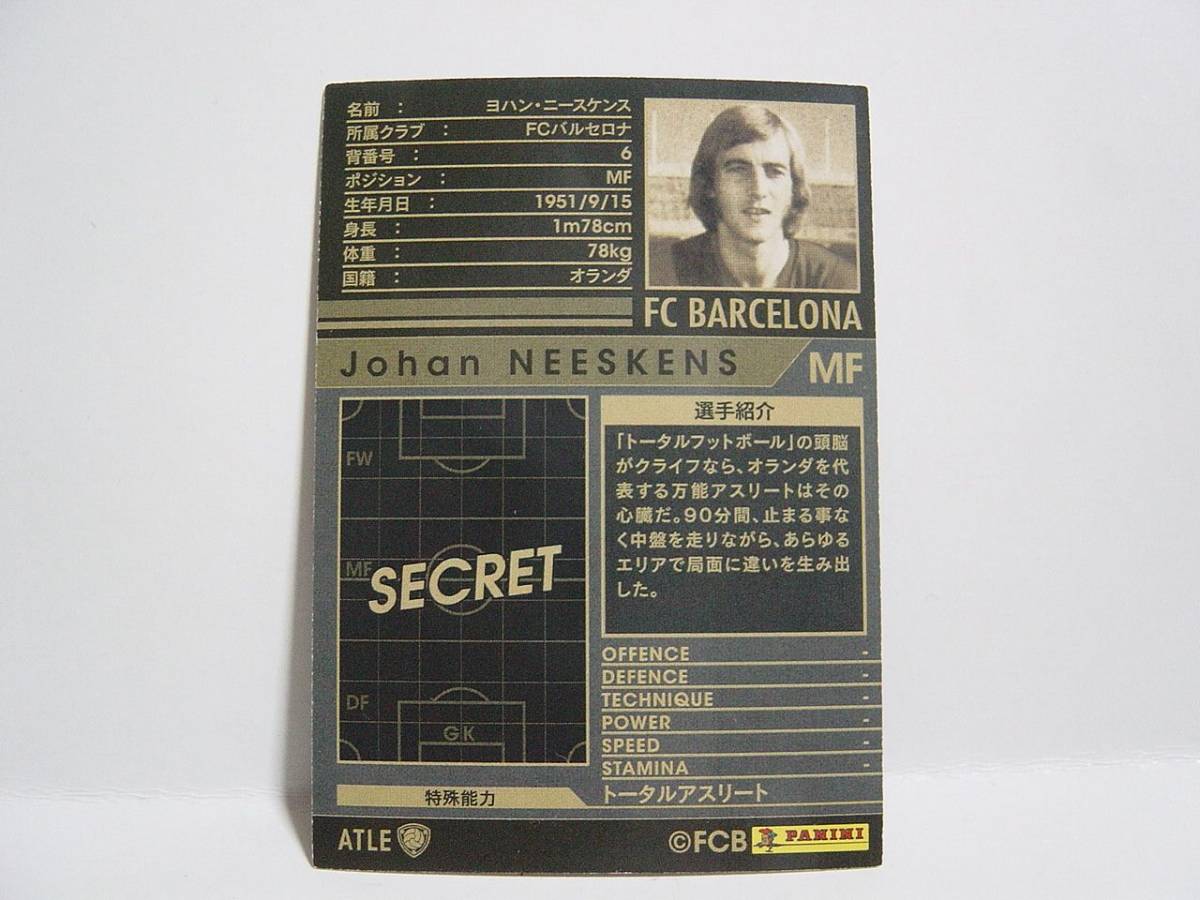 名前 : ヨハン・ニースケンス
所属クラブ : FCバルセロナ
背番号 : 6
ポジション : MF
生年月日 : 1951/9/15
身長 : 1m78cm
体重 : 78kg
国籍 : オランダ
FC BARCELONA
Johan NEESKENS
MF
FW
MF
SECRET
DF
GK
選手紹介
「トータルフットボール」の頭脳
がクライフなら、オランダを代
表する万能アスリートはその
心臓だ。90分間、止まる事な
く中盤を走りながら、あらゆる
エリアで局面に違いを生み出
した。
OFFENCE -
DEFENCE -
TECHNIQUE -
POWER -
SPEED -
STAMINA -
特殊能力 トータルアスリート
ATLE ©FCB PANINI